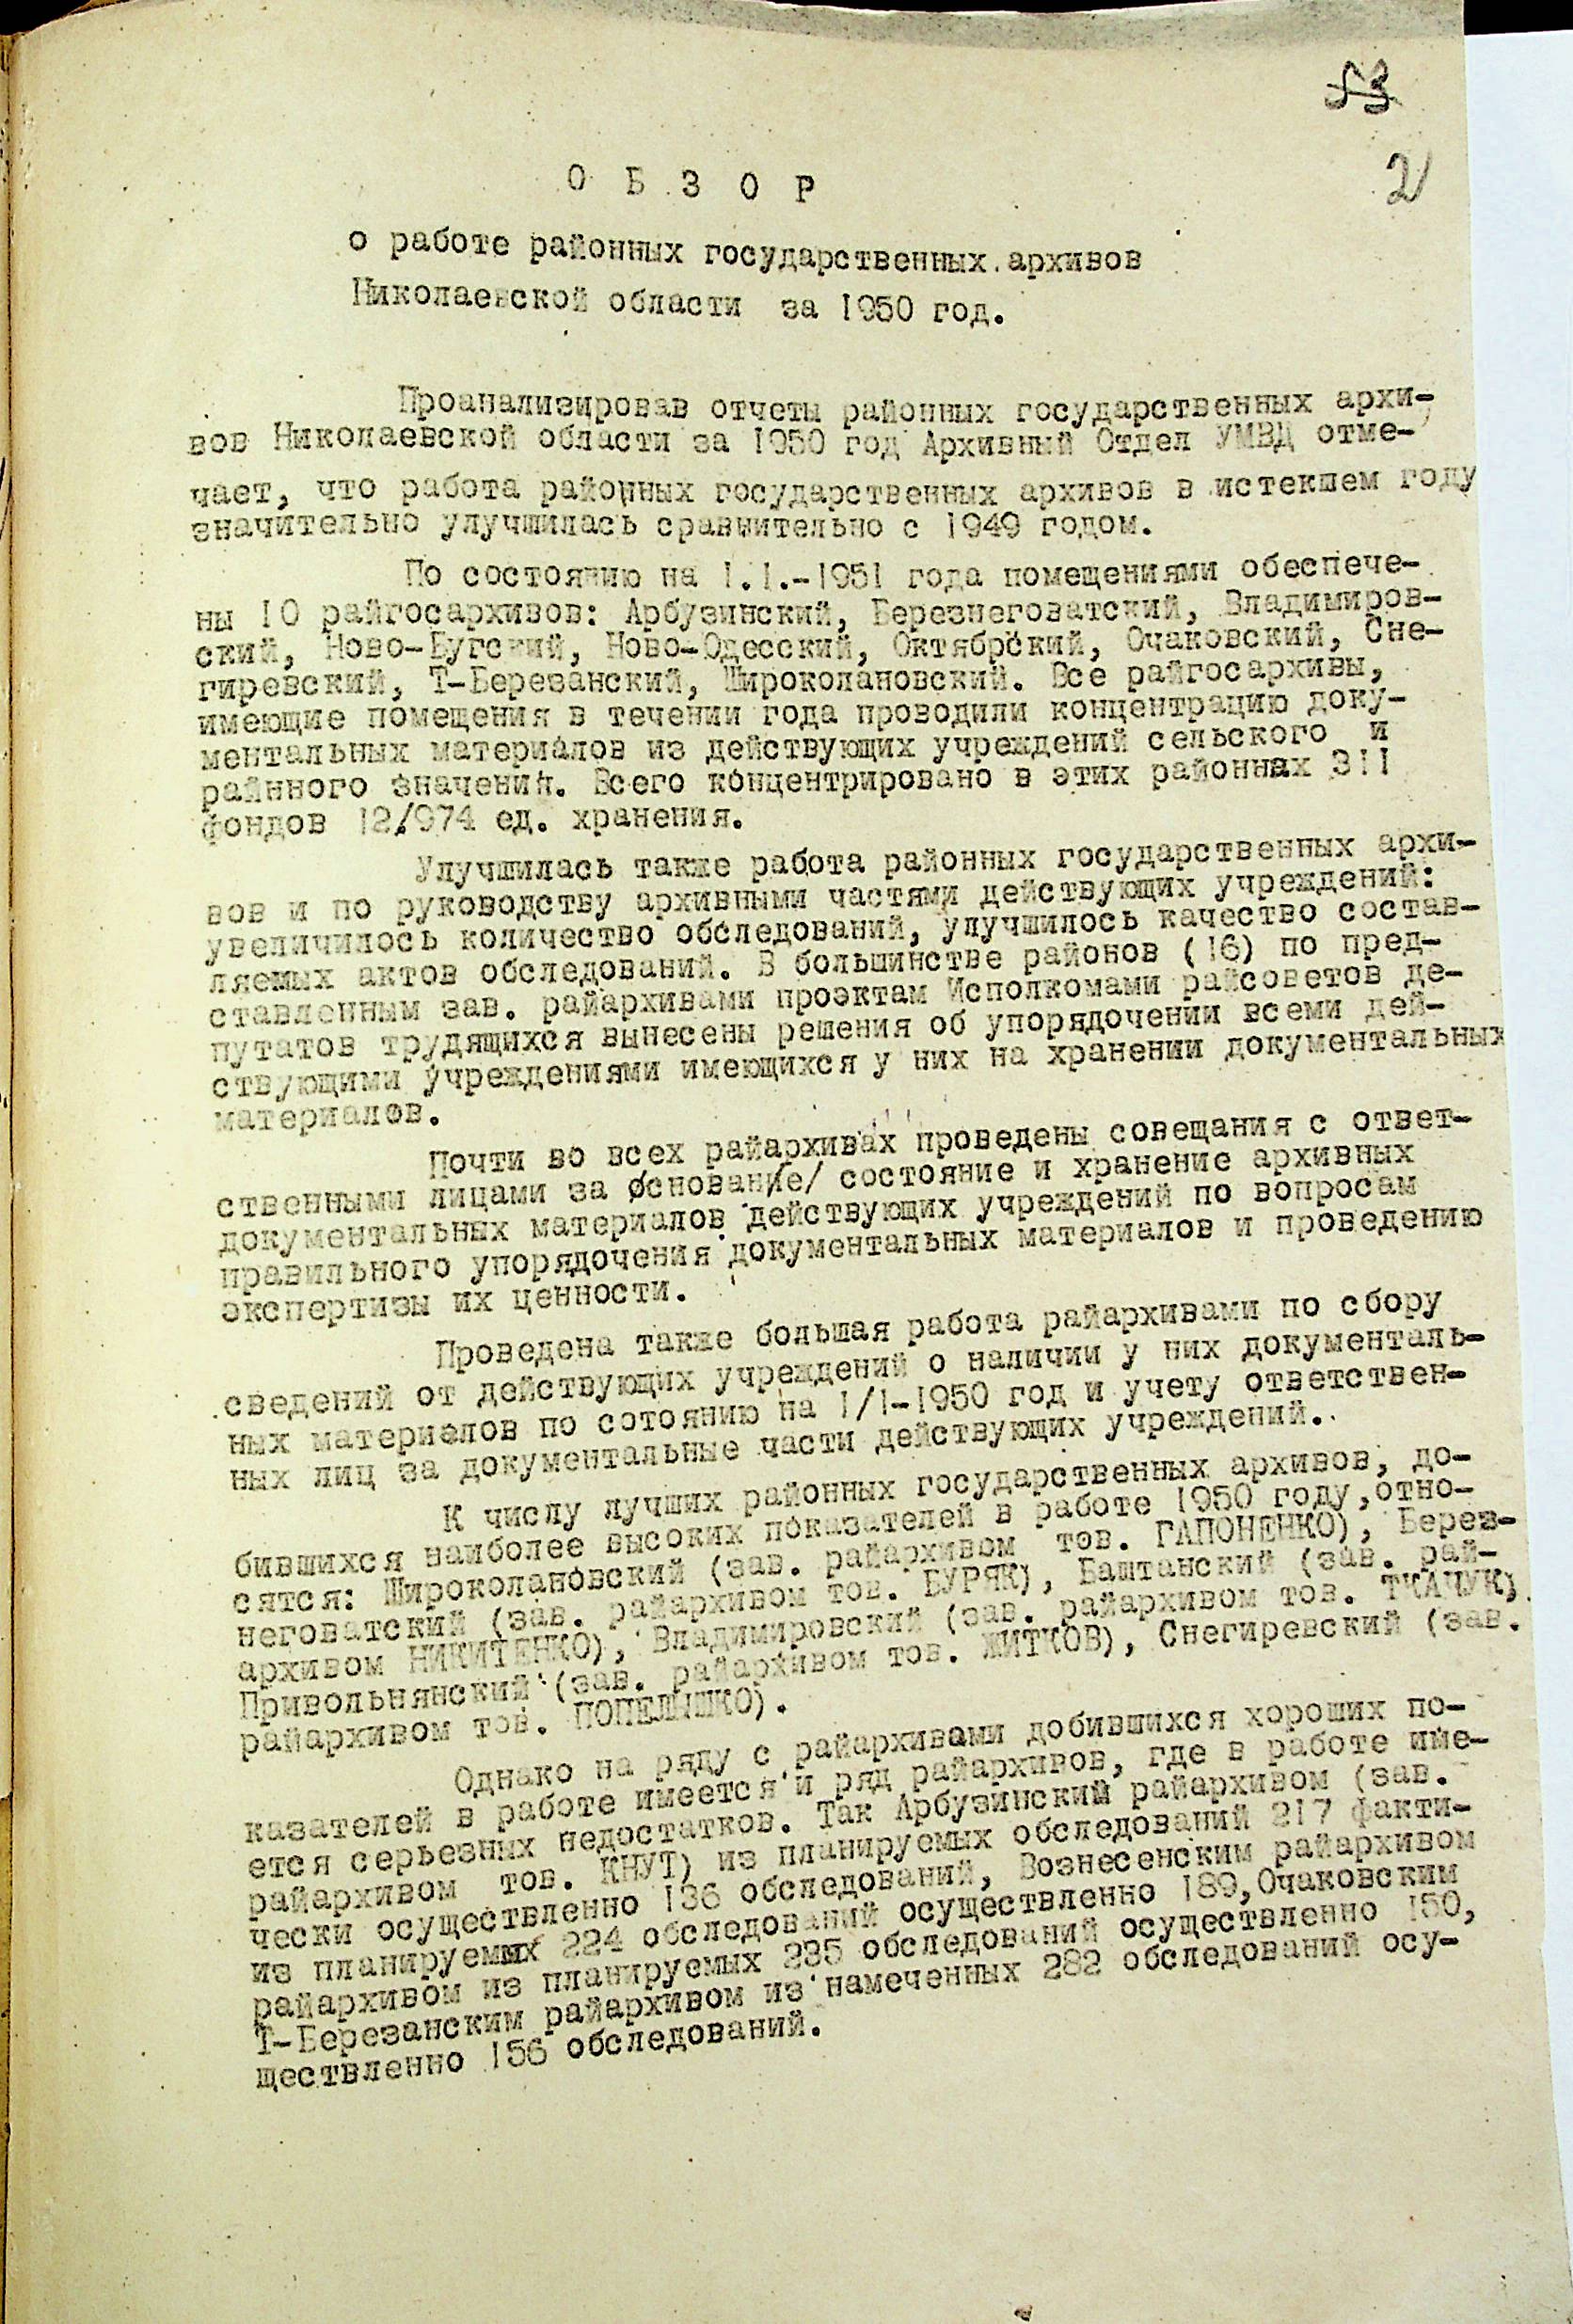 53
2
О Б З О Р
о работе районных государственных архивов
Николаевской области за 1950 год.
Проанализировав отчеты районных государственных архи-
вов Николаевской области за 1950 год Архивный Отдел УМВД отме-
чает, что работа районных государственных архивов в истекшем году
значительно улучшилась сравнительно с 1949 годом.
По состоянию на 1.1.-1951 года помещениями обеспече-
ны 10 райгосархивов: Арбузинский, Березнеговатский, Владимиров-
ский, Ново-Бугский, Ново-Одесский, Октябрский, Очаковский, Сне-
гиревский, Т-Березанский, Широколановский. Все райгосархивы,
имеющие помещения в течении года проводили концентрацию доку-
ментальных материалов из действующих учреждений сельского и
райнного значения. Всего концентрировано в этих районнах 311
фондов 12.974 ед. хранения.
Улучшилась также работа районных государственных архи-
вов и по руководству архивными частями действующих учреждений:
увеличилось количество обследований, улучшилось качество состав-
ляемых актов обследований. В большинстве районов (16) по пред-
ставленным зав. райархивами проэктам Исполкомами райсоветов де-
путатов трудящихся вынесены решения об упорядочении всеми дей-
ствующими учреждениями имеющихся у них на хранении документальных
материалов.
Почти во всех райархивах проведены совещания с ответ-
ственными лицами за основание/ состояние и хранение архивных
документальных материалов действующих учреждений по вопросам
правильного упорядочения документальных материалов и проведению
экспертизы их ценности.
Проведена также большая работа райархивами по сбору
сведений от действующих учреждений о наличии у них документаль-
ных материалов по сотоянию на 1/1-1950 год и учету ответствен-
ных лиц за документальные части действующих учреждений.
К числу лучших районных государственных архивов, до-
бившихся наиболее высоких показателей в работе 1950 году, отно-
сятся: Широколановский (зав. райархивом тов. ГАПОНЕНКО), Берез-
неговатский (зав. райархивом тов. БУРЯК), Баштанский (зав. рай-
архивом НИКИТЕНКО), Владимировский (зав. райархивом тов. ТКАЧУК),
Привольнянский (зав. райархивом тов. ЖИТКОВ), Снегиревский (зав.
райархивом тов. ПОПЕЛЫШКО).
Однако на ряду с райархивами добившихся хороших по-
казателей в работе имеется и ряд райархивов, где в работе име-
ется серьезных недостатков. Так Арбузинский райархивом (зав.
райархивом тов. КНУТ) из планируемых обследований 217 факти-
чески осуществленно 136 обследований, Вознесенским райархивом
из планируемых 224 обследований осуществленно 189, Очаковским
райархивом из планируемых 235 обследований осуществленно 150,
Т-Березанским райархивом из намеченных 282 обследований осу-
ществленно 156 обследований.